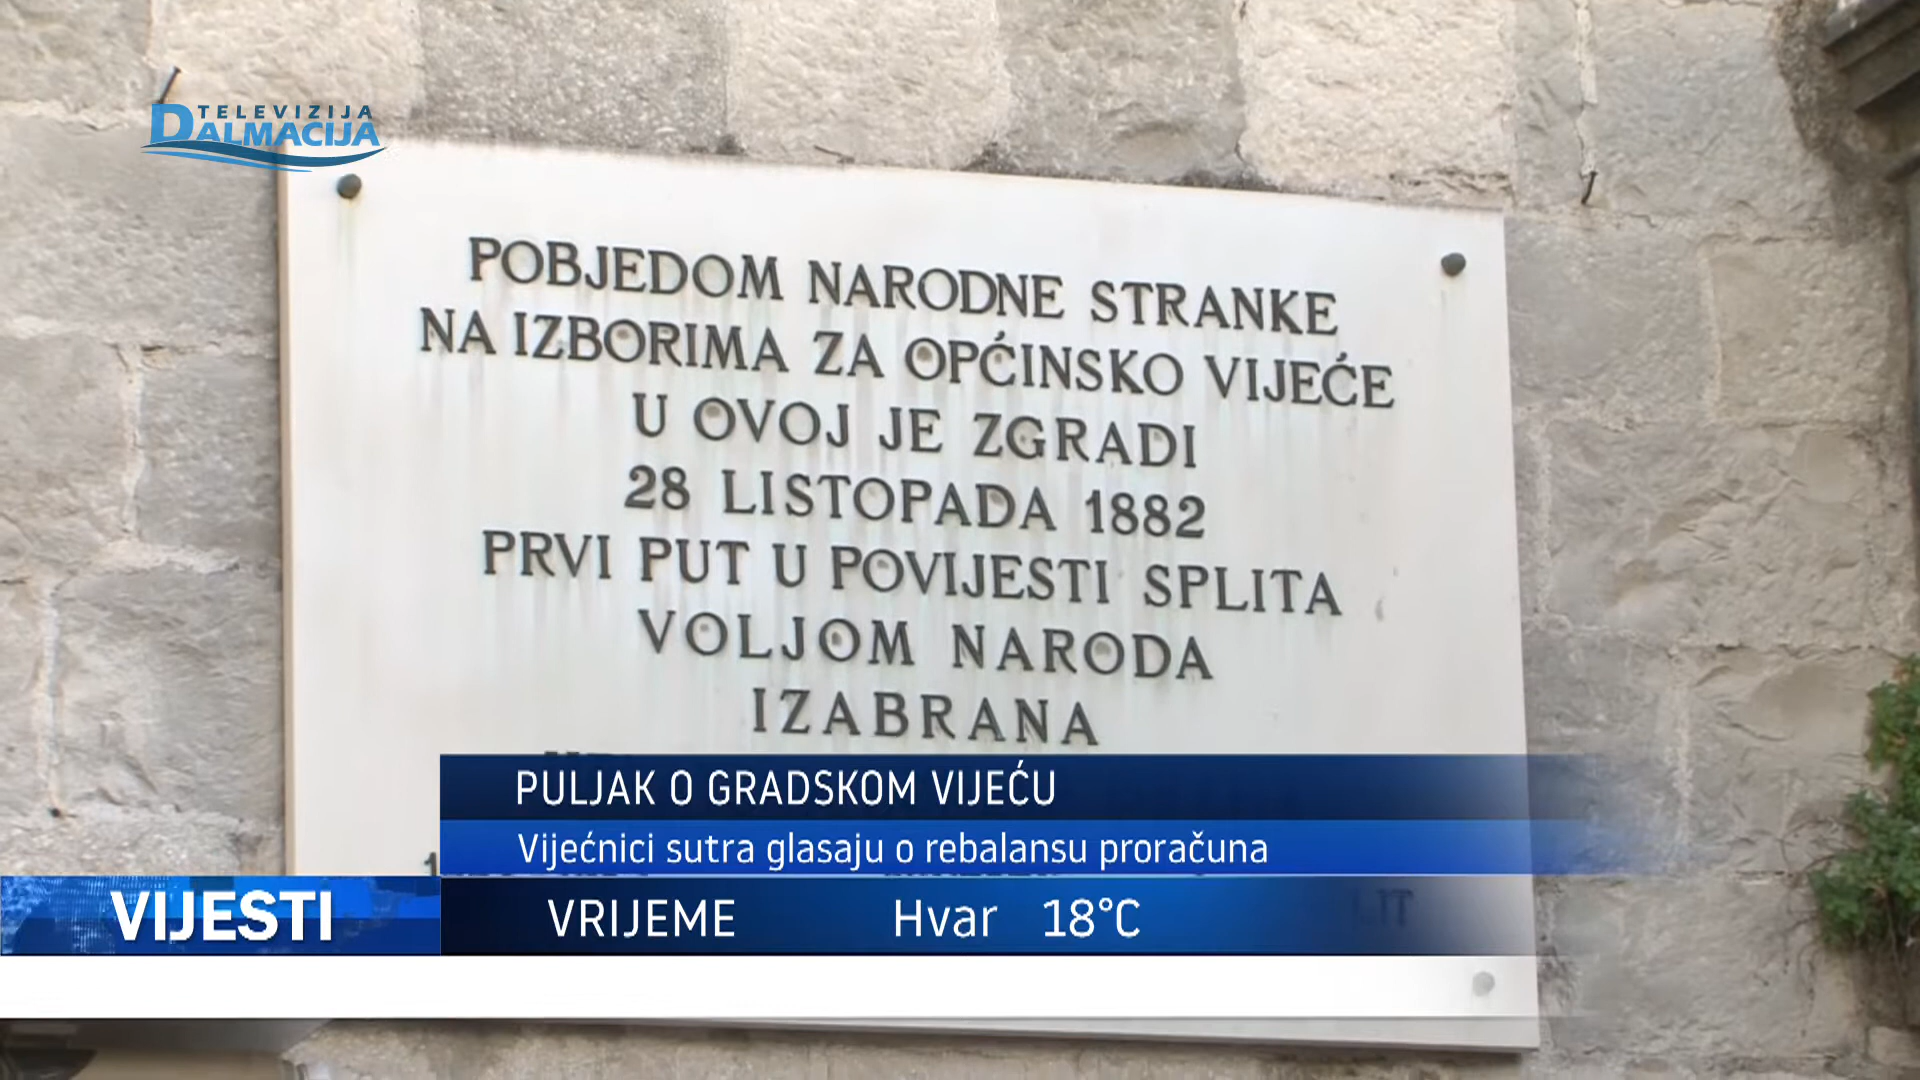 TELEVIZIJA
DALMACIJA
POBJEDOM NARODNE STRANKE
NA IZBORIMA ZA OPĆINSKO VIJEĆE
U OVOJ JE ZGRADI
28 LISTOPADA 1882
PRVI PUT U POVIJESTI SPLITA
VOLJOM NARODA
IZABRANA
PULJAK O GRADSKOM VIJEĆU
Vijećnici sutra glasaju o rebalansu proračuna
VIJESTI VRIJEME Hvar 18°C